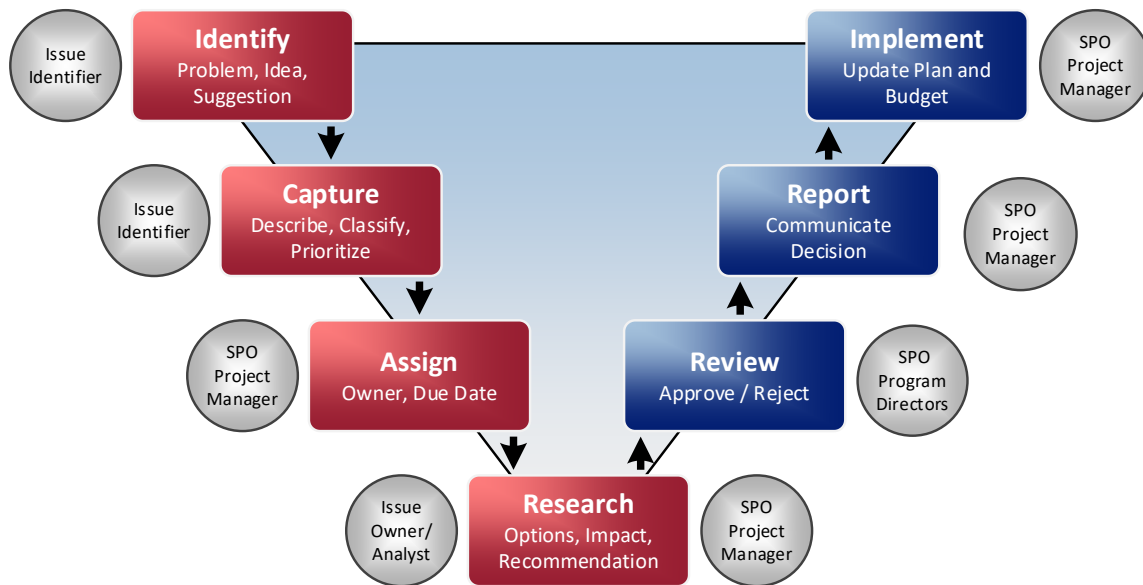 Issue
Identifier
Identify
Problem, Idea,
Suggestion
Implement
Update Plan and
Budget
SPO
Project
Manager
Issue
Identifier
Capture
Describe, Classify,
Prioritize
Report
Communicate
Decision
SPO
Project
Manager
SPO
Project
Manager
Assign
Owner, Due Date
Review
Approve / Reject
SPO
Program
Directors
Issue
Owner/
Analyst
Research
Options, Impact,
Recommendation
SPO
Project
Manager